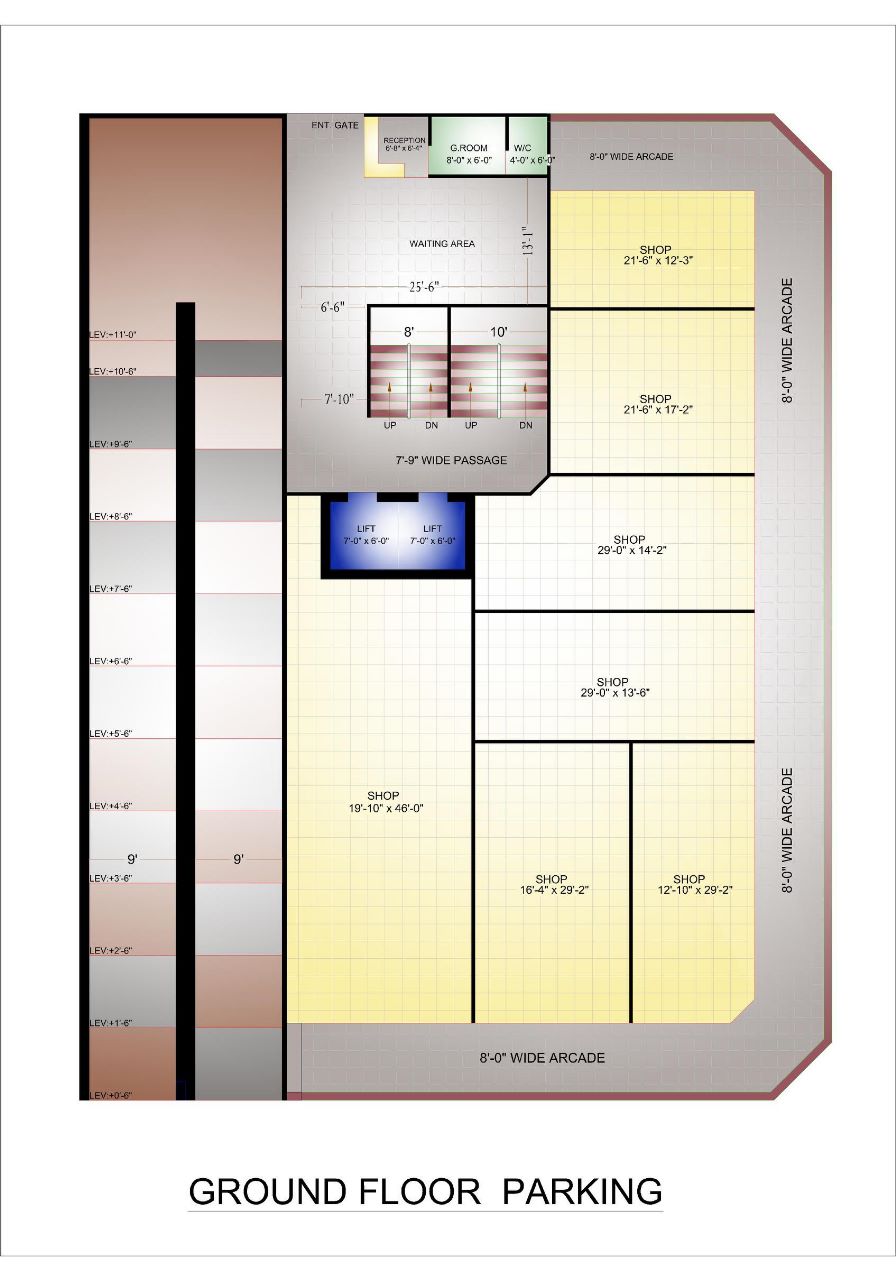 ENT. GATE
RECEPTION
6'-8" x 6'-4"
G.ROOM
8'-0" x 6'-0"
W/C
4'-0" x 6'-0"
8'-0" WIDE ARCADE
WAITING AREA
13'-1"
25'-6"
6'-6"
SHOP
21'-6" x 12'-3"
8'-0" WIDE ARCADE
8'
10'
7'-10"
UP
DN
UP
DN
SHOP
21'-6" x 17'-2"
7'-9" WIDE PASSAGE
LIFT
7'-0" x 6'-0"
LIFT
7'-0" x 6'-0"
SHOP
29'-0" x 14'-2"
SHOP
29'-0" x 13'-6"
SHOP
19'-10" x 46'-0"
SHOP
16'-4" x 29'-2"
SHOP
12'-10" x 29'-2"
8'-0" WIDE ARCADE
8'-0" WIDE ARCADE
LEV:+11'-0"
LEV:+10'-6"
LEV:+9'-6"
LEV:+8'-6"
LEV:+7'-6"
LEV:+6'-6"
LEV:+5'-6"
LEV:+4'-6"
9'
9'
LEV:+3'-6"
LEV:+2'-6"
LEV:+1'-6"
LEV:+0'-6"
GROUND FLOOR PARKING